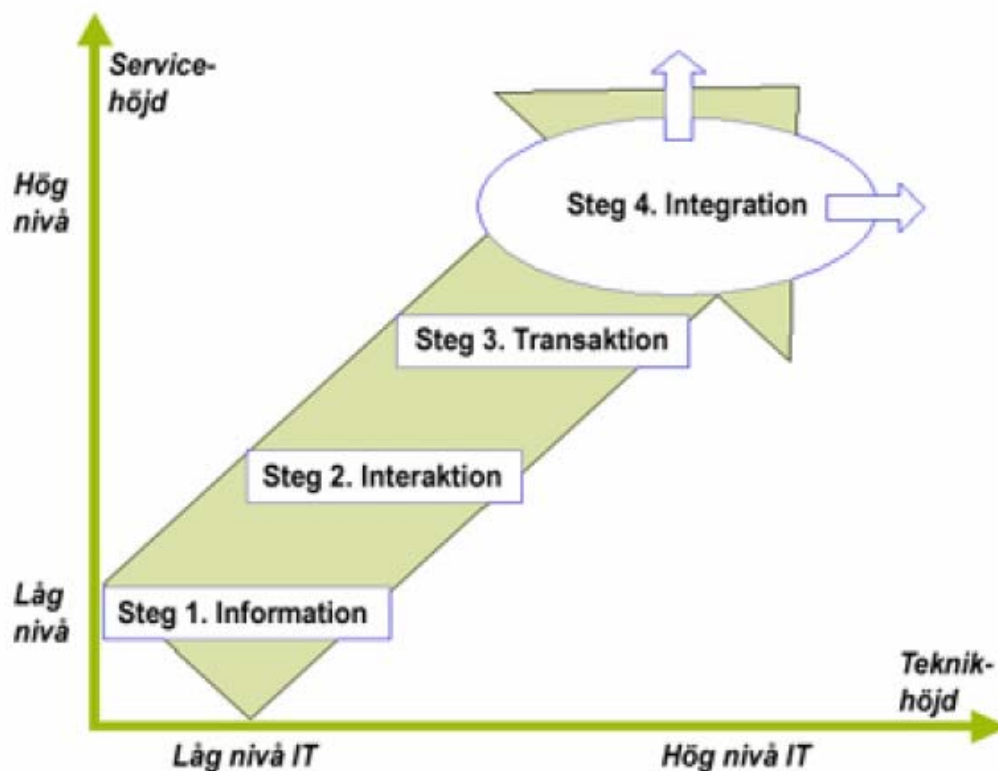 Service-
höjd
Hög
nivå
Steg 4. Integration
Steg 3. Transaktion
Steg 2. Interaktion
Låg
nivå
Steg 1. Information
Teknik-
höjd
Låg nivå IT
Hög nivå IT